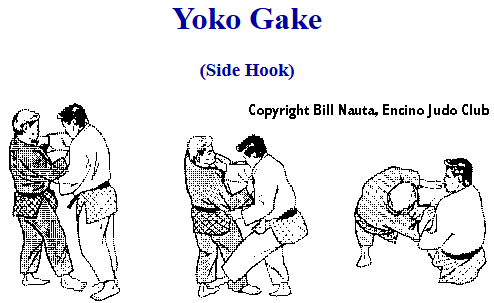 Yoko Gake
(Side Hook)
Copyright Bill Nauta, Encino Judo Club